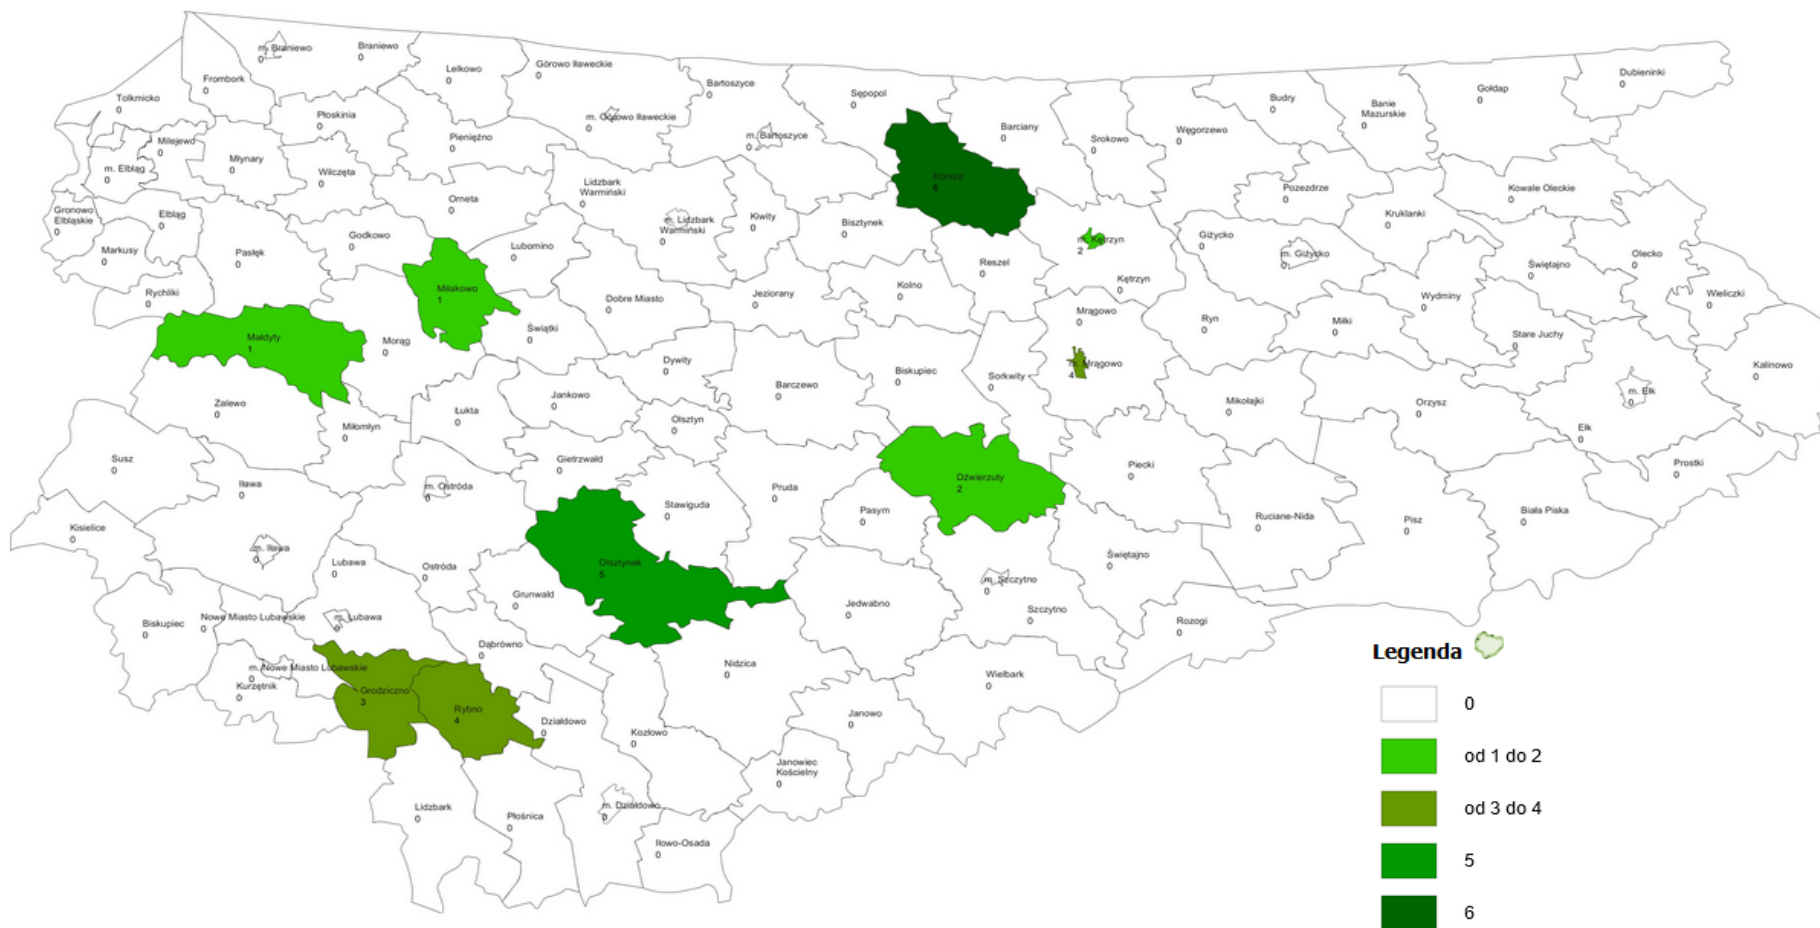 m. Braniewo
0
Braniewo
0
Lelkowo
0
Górowo Iławeckie
0
Bartoszyce
0
Sępopol
0
Frombork
0
Tolkmicko
0
Płoskinia
0
m. Górowo Iławeckie
0
m. Bartoszyce
0
Pieniężno
0
Barciany
0
Srokowo
0
Węgorzewo
0
Budry
0
Banie
Mazurskie
0
Gołdap
0
Dubieninki
0
Milejewo
0
m. Elbląg
0
Młynary
0
Wilczęta
0
Orneta
0
Lidzbark
Warmiński
0
m. Lidzbark
Warmiński
0
Kiwity
0
Bisztynek
0
Korsze
6
Pozezdrze
0
Kruklanki
0
Kowale Oleckie
0
Gronowo
Elbląskie
0
Elbląg
0
Markusy
0
Pasłęk
0
Godkowo
0
Lubomino
0
m. Kętrzyn
2
Kętrzyn
0
Giżycko
0
m. Giżycko
0
Świętajno
0
Olecko
0
Wieliczki
0
Rychliki
0
Miłakowo
1
Dobre Miasto
0
Jeziorany
0
Kolno
0
Reszel
0
Mrągowo
0
Ryn
0
Miłki
0
Wydminy
0
Stare Juchy
0
Kalinowo
0
Małdyty
1
Morąg
0
Świątki
0
Dywity
0
Barczewo
0
Biskupiec
0
Sorkwity
0
m. Mrągowo
4
Mikołajki
0
Orzysz
0
m. Ełk
0
Ełk
0
Zalewo
0
Miłomłyn
0
Łukta
0
Jankowo
0
Olsztyn
0
Susz
0
Iława
0
m. Ostróda
0
Gietrzwałd
0
Stawiguda
0
Pruda
0
Pasym
0
Dźwierzuty
2
Piecki
0
Ruciane-Nida
0
Pisz
0
Biała Piska
0
Prostki
0
Kisielice
0
m. Iława
0
Lubawa
0
Ostróda
0
Grunwald
0
Olsztynek
5
Jedwabno
0
m. Szczytno
0
Szczytno
0
Świętajno
0
Rozogi
0
Biskupiec
0
Nowe Miasto Lubawskie
0
m. Lubawa
0
m. Nowe Miasto Lubawskie
0
Kurzętnik
0
Grodziczno
3
Rybno
4
Dąbrówno
0
Działdowo
0
Kozłowo
0
Nidzica
0
Janowo
0
Wielbark
0
Janowiec
Kościelny
0
Lidzbark
0
Płośnica
0
m. Działdowo
0
Iłowo-Osada
0
Legenda
0
od 1 do 2
od 3 do 4
5
6